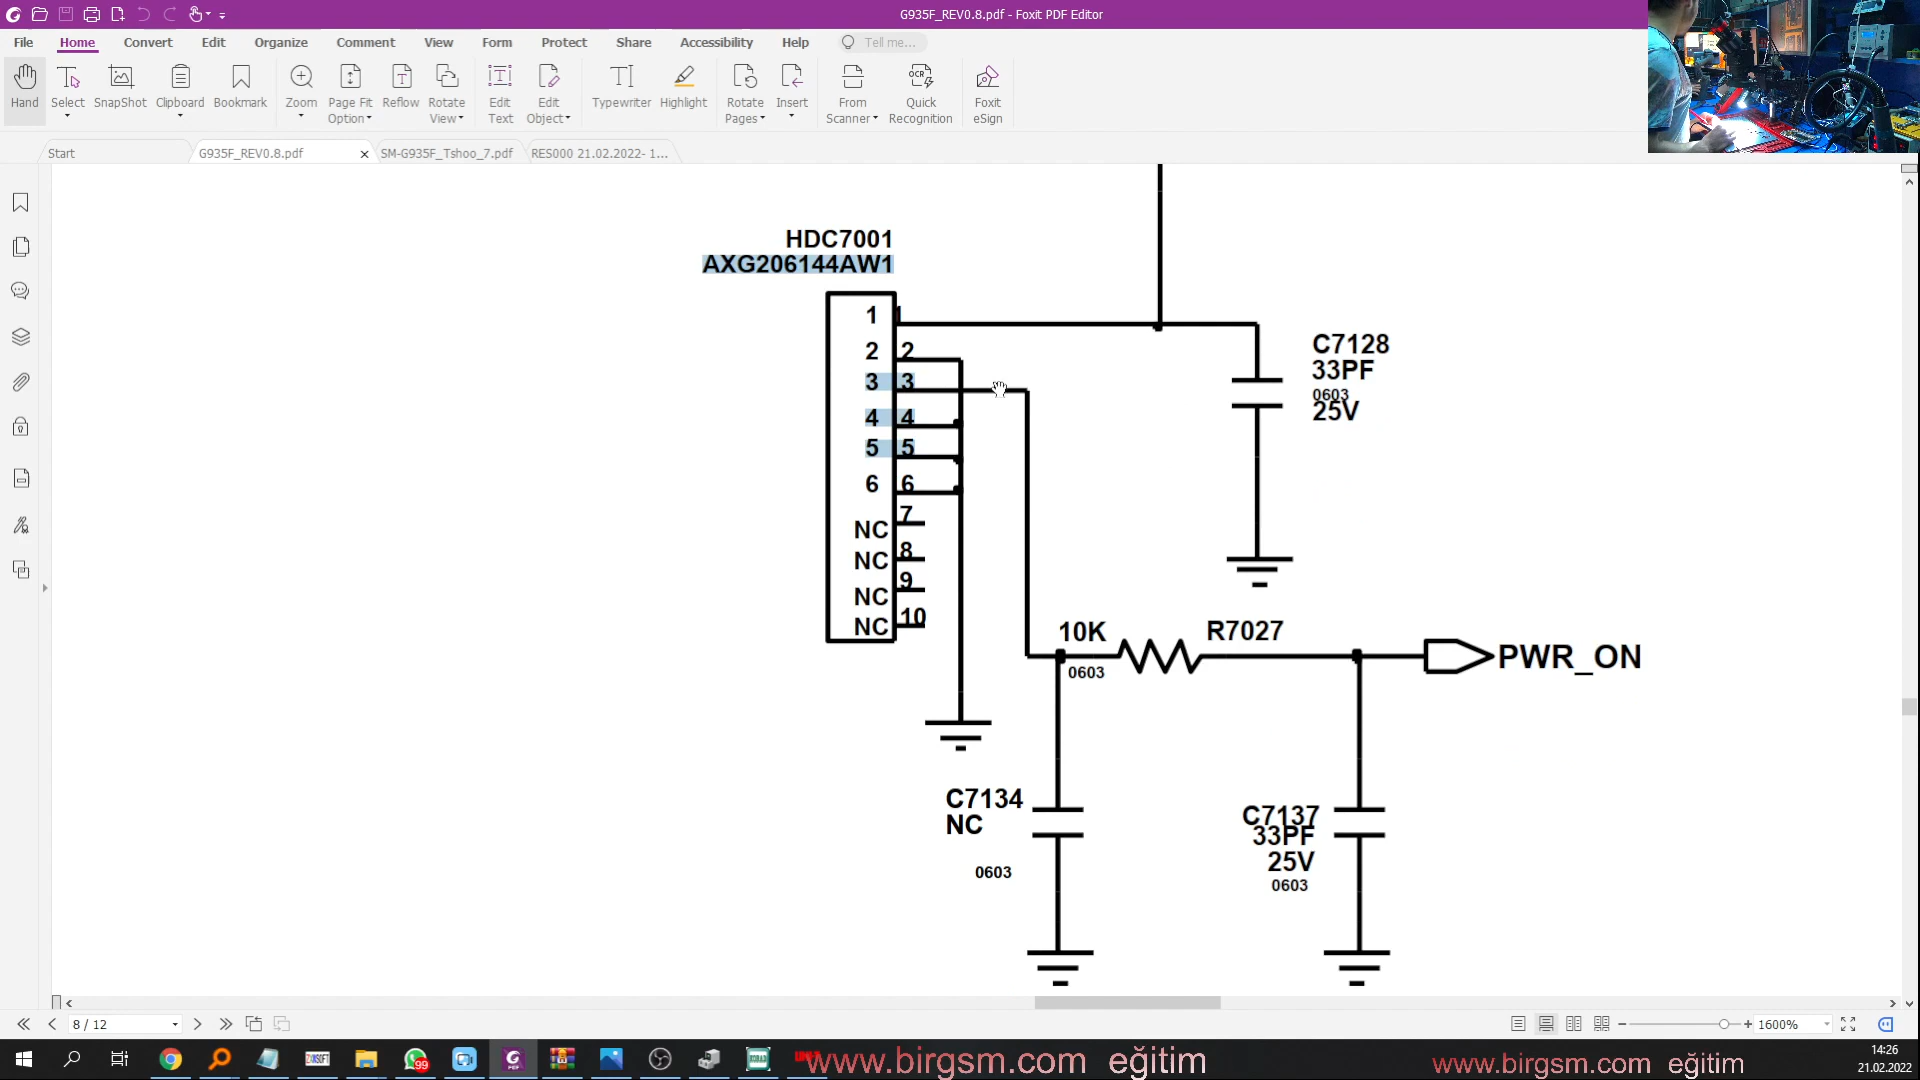 G935F_REV0.8.pdf - Foxit PDF Editor
File Home Convert Edit Organize Comment View Form Protect Share Accessibility Help Tell me...
Hand Select SnapShot Clipboard Bookmark Zoom Page Fit Option Reflow Rotate View Edit Text Edit Object Typewriter Highlight Rotate Pages Insert From Scanner Quick Recognition Foxit eSign
Start G935F_REV0.8.pdf SM-G935F_Tshoo_7.pdf RES000 21.02.2022- 1...
HDC7001
AXG206144AW1
1 1
2 2
3 3
4 4
5 5
6 6
NC 7
NC 8
NC 9
NC 10
C7128
33PF
0603
25V
10K R7027
0603
PWR_ON
C7134
NC
0603
C7137
33PF
25V
0603
8 / 12
1600%
99
www.birgsm.com eğitim
www.birgsm.com eğitim
14:26
21.02.2022